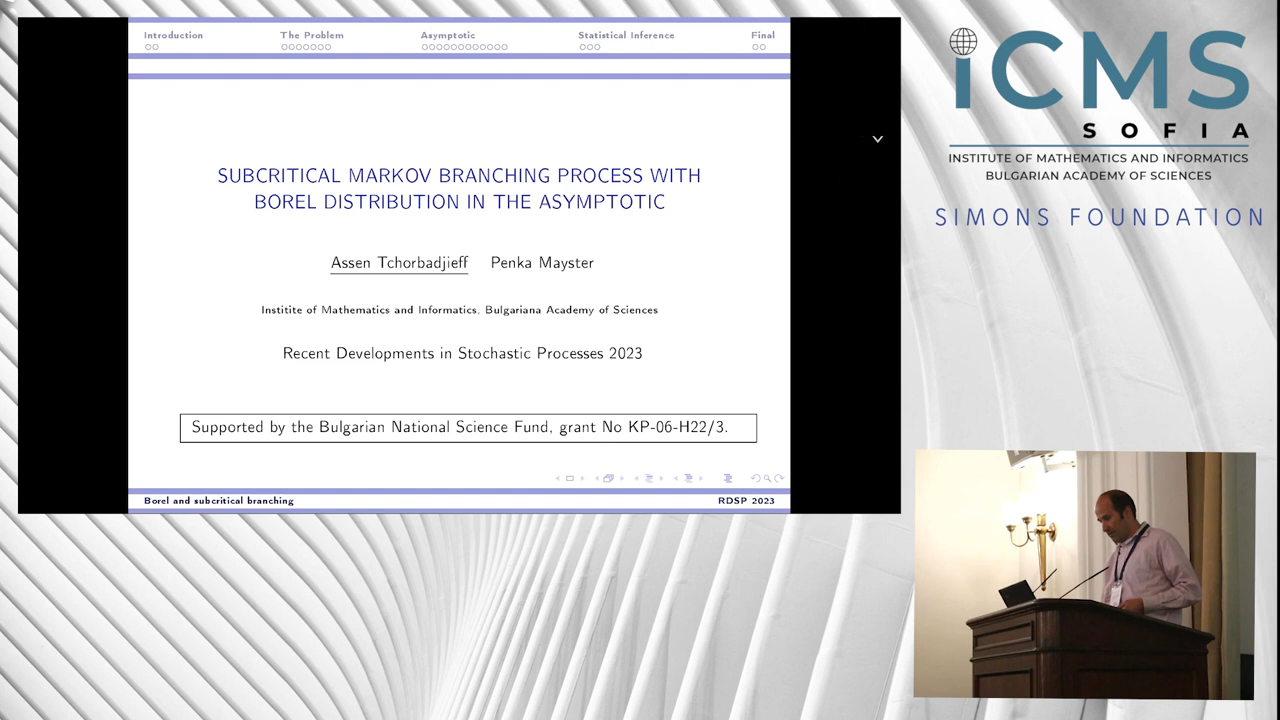 Introduction The Problem Asymptotic Statistical Inference Final
SUBCRITICAL MARKOV BRANCHING PROCESS WITH
BOREL DISTRIBUTION IN THE ASYMPTOTIC
Assen Tchorbadjieff Penka Mayster
Institite of Mathematics and Informatics, Bulgariana Academy of Sciences
Recent Developments in Stochastic Processes 2023
Supported by the Bulgarian National Science Fund, grant No KP-06-H22/3.
Borel and subcritical branching RDSP 2023
iCMS
SOFIA
INSTITUTE OF MATHEMATICS AND INFORMATICS
BULGARIAN ACADEMY OF SCIENCES
SIMONS FOUNDATION